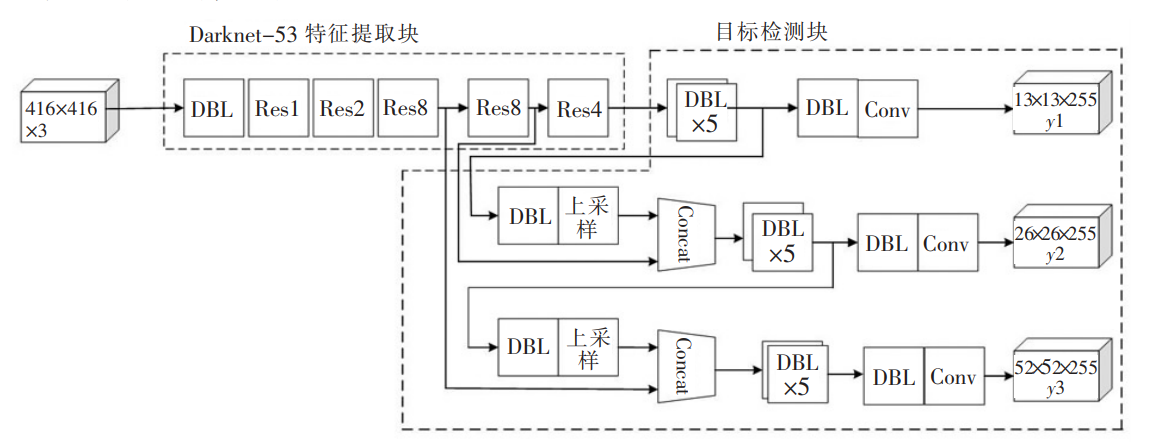 Darknet-53 特征提取块
目标检测块
416×416
×3
DBL
Res1
Res2
Res8
Res8
Res4
DBL
×5
DBL
Conv
13×13×255
y1
DBL
上采
样
Concat
DBL
×5
DBL
Conv
26×26×255
y2
DBL
上采
样
Concat
DBL
×5
DBL
Conv
52×52×255
y3